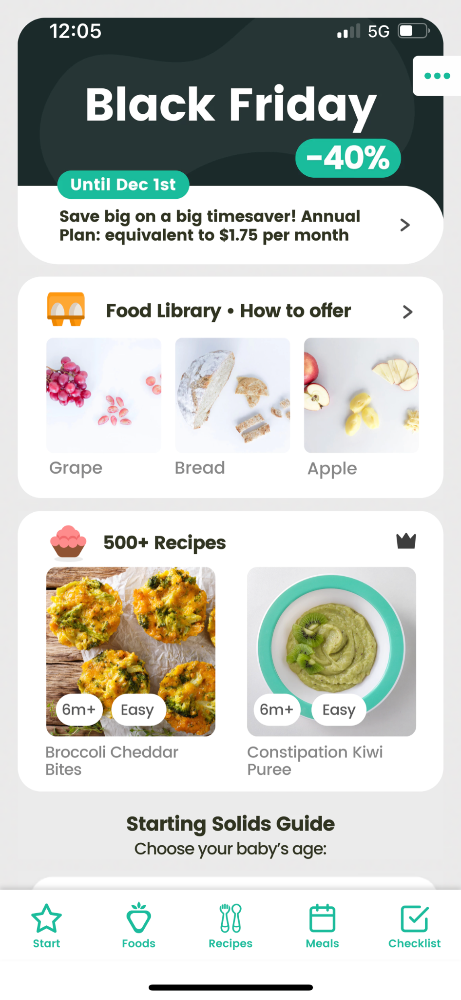 12:05
5G
Black Friday
-40%
Until Dec 1st
Save big on a big timesaver! Annual
Plan: equivalent to $1.75 per month
Food Library • How to offer
Grape
Bread
Apple
500+ Recipes
6m+
Easy
6m+
Easy
Broccoli Cheddar
Bites
Constipation Kiwi
Puree
Starting Solids Guide
Choose your baby's age:
Start
Foods
Recipes
Meals
Checklist